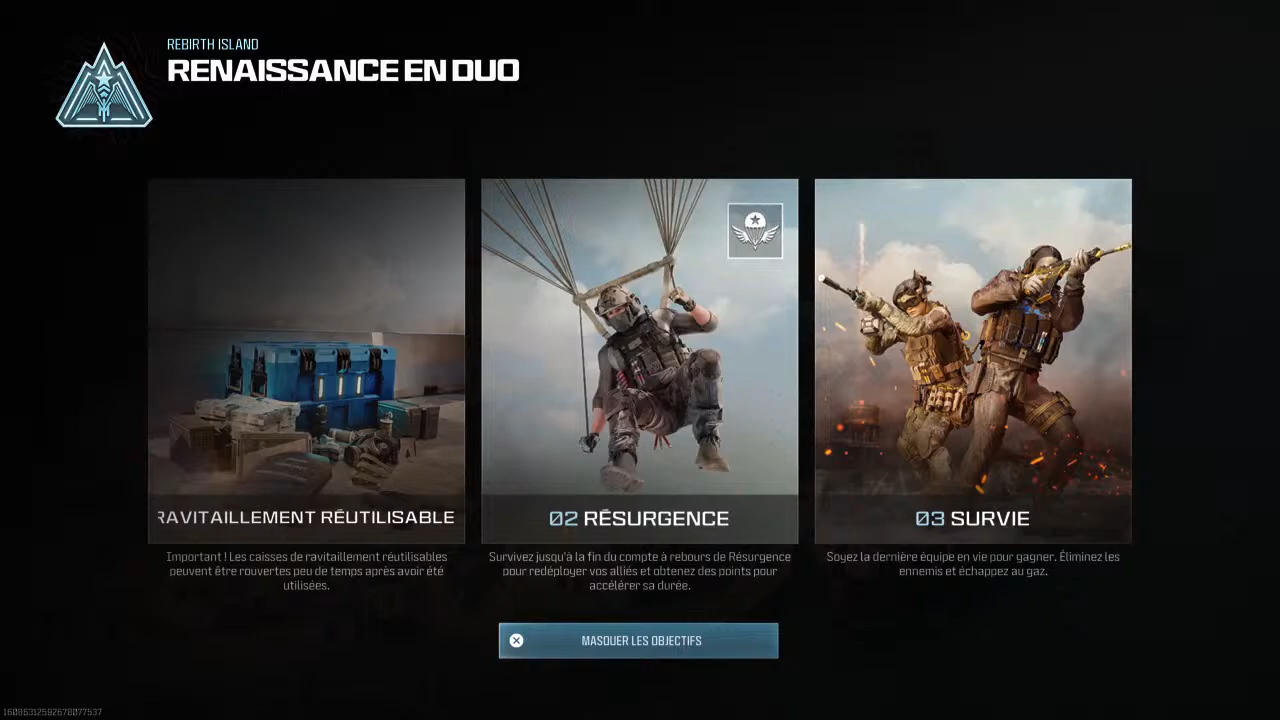 REBIRTH ISLAND
RENAISSANCE EN DUO
RAVITAILLEMENT RÉUTILISABLE
02 RÉSURGENCE
03 SURVIE
Important ! Les caisses de ravitaillement réutilisables
peuvent être rouvertes peu de temps après avoir été
utilisées.
Survivez jusqu'à la fin du compte à rebours de Résurgence
pour redéployer vos alliés et obtenez des points pour
accélérer sa durée.
Soyez la dernière équipe en vie pour gagner. Éliminez les
ennemis et échappez au gaz.
MASQUER LES OBJECTIFS
16086312592678077537